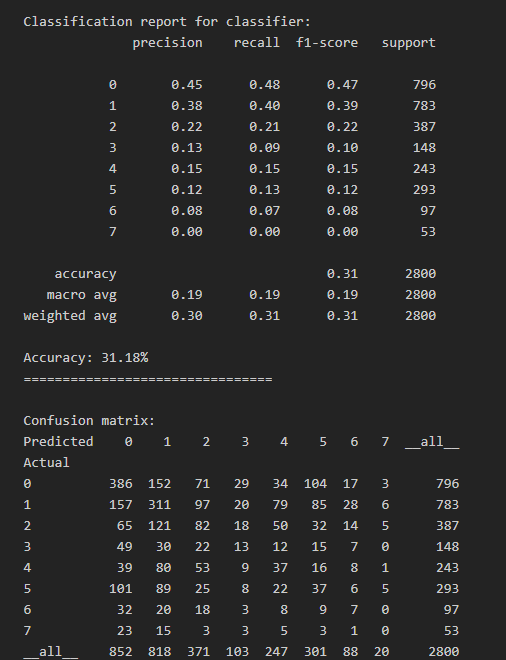 Classification report for classifier:
precision recall f1-score support
0 0.45 0.48 0.47 796
1 0.38 0.40 0.39 783
2 0.22 0.21 0.22 387
3 0.13 0.09 0.10 148
4 0.15 0.15 0.15 243
5 0.12 0.13 0.12 293
6 0.08 0.07 0.08 97
7 0.00 0.00 0.00 53
accuracy 0.31 2800
macro avg 0.19 0.19 0.19 2800
weighted avg 0.30 0.31 0.31 2800
Accuracy: 31.18%
================================
Confusion matrix:
Predicted 0 1 2 3 4 5 6 7 __all__
Actual
0 386 152 71 29 34 104 17 3 796
1 157 311 97 20 79 85 28 6 783
2 65 121 82 18 50 32 14 5 387
3 49 30 22 13 12 15 7 0 148
4 39 80 53 9 37 16 8 1 243
5 101 89 25 8 22 37 6 5 293
6 32 20 18 3 8 9 7 0 97
7 23 15 3 3 5 3 1 0 53
__all__ 852 818 371 103 247 301 88 20 2800